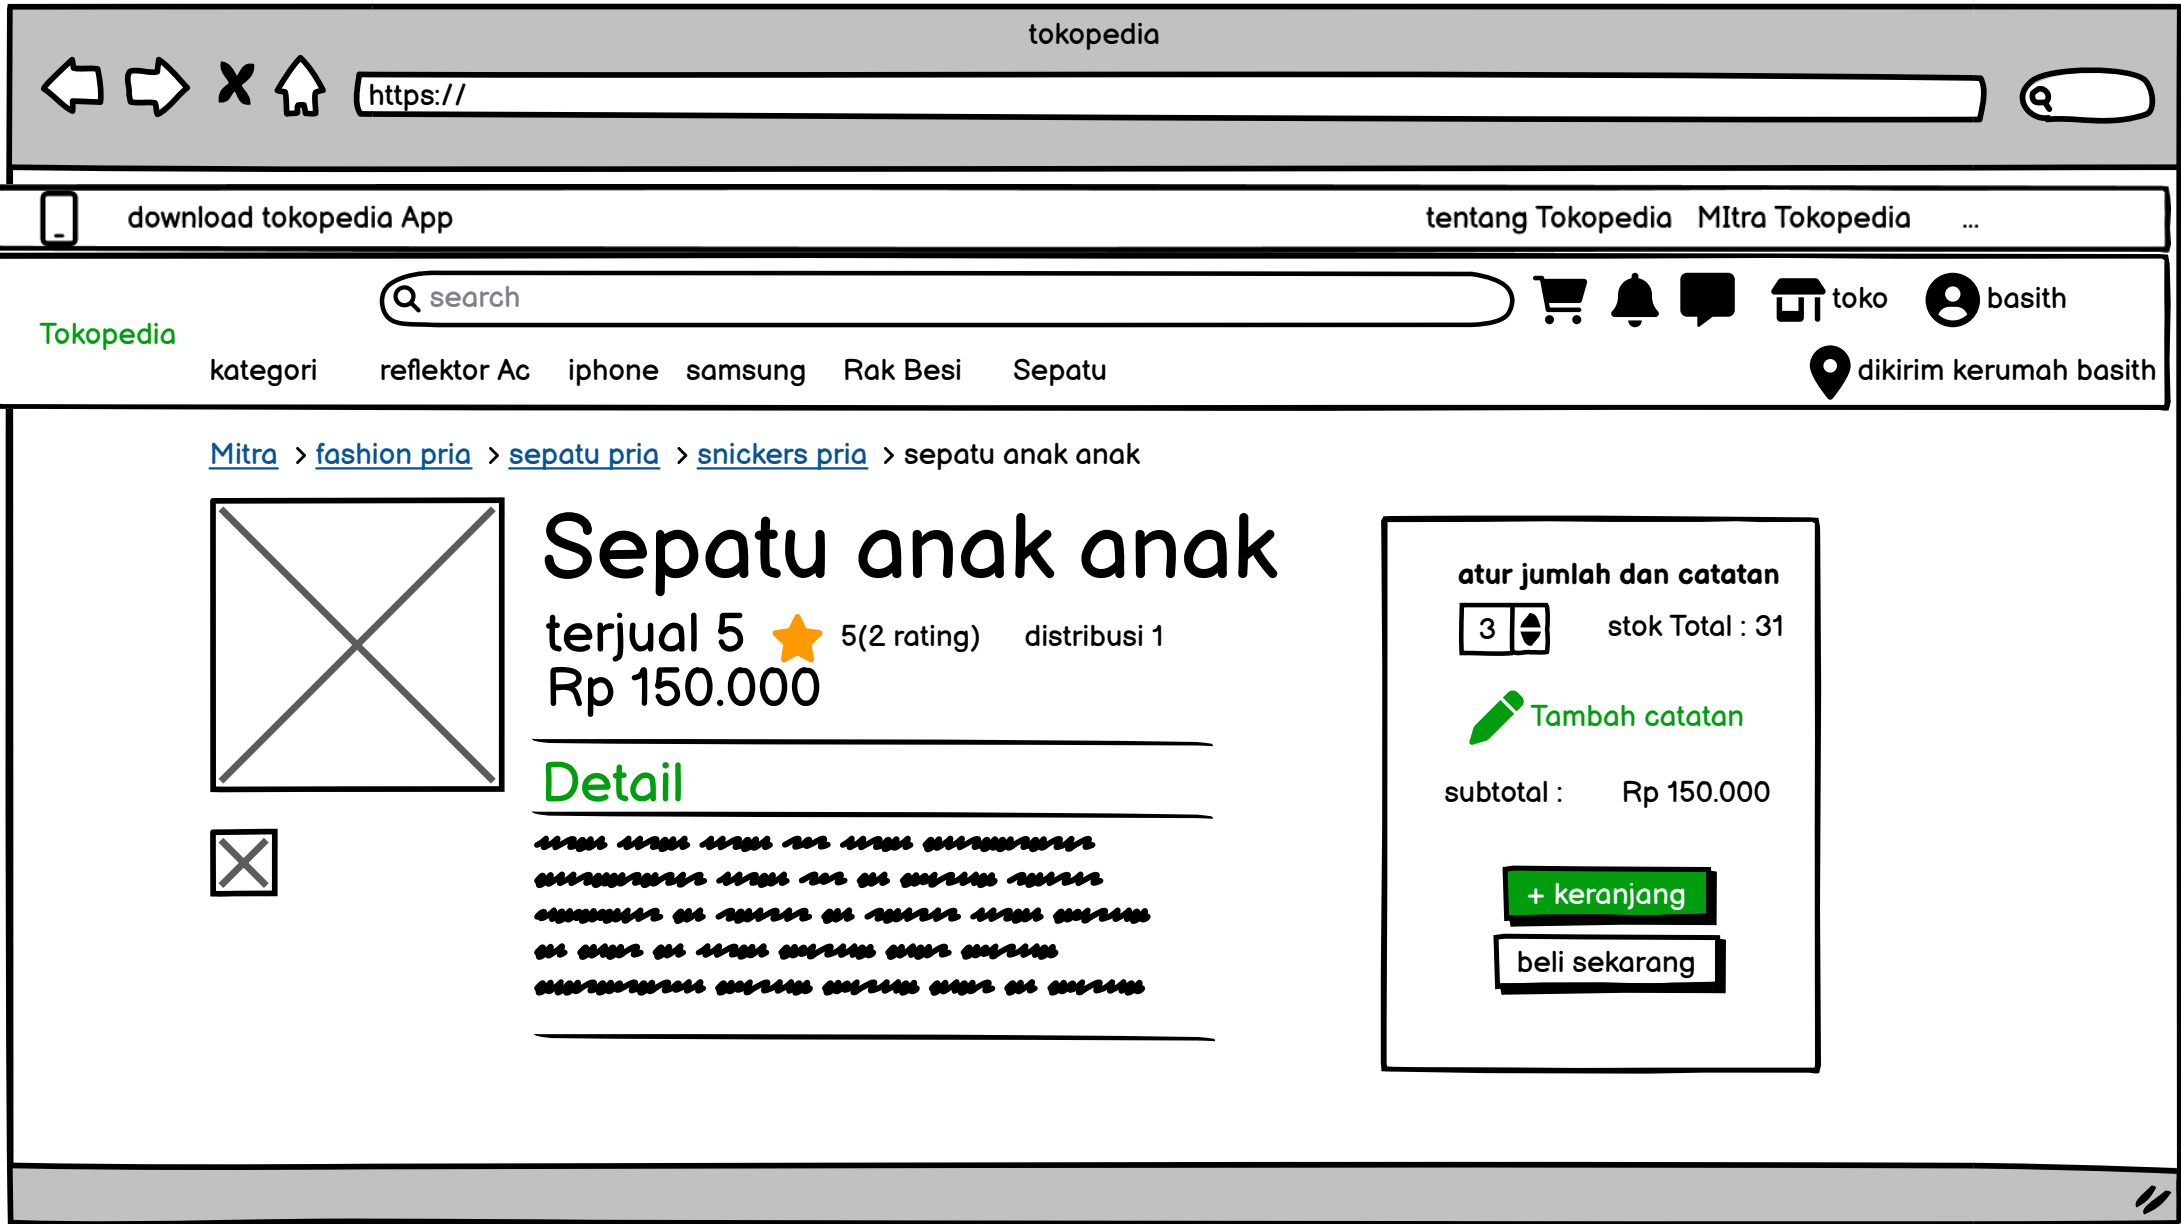 tokopedia
https://
download tokopedia App
tentang Tokopedia MItra Tokopedia ...
search
toko
basith
Tokopedia
kategori reflektor Ac iphone samsung Rak Besi Sepatu
dikirim kerumah basith
Mitra > fashion pria > sepatu pria > snickers pria > sepatu anak anak
Sepatu anak anak
terjual 5 5(2 rating) distribusi 1
Rp 150.000
Detail
atur jumlah dan catatan
3 stok Total : 31
Tambah catatan
subtotal : Rp 150.000
+ keranjang
beli sekarang